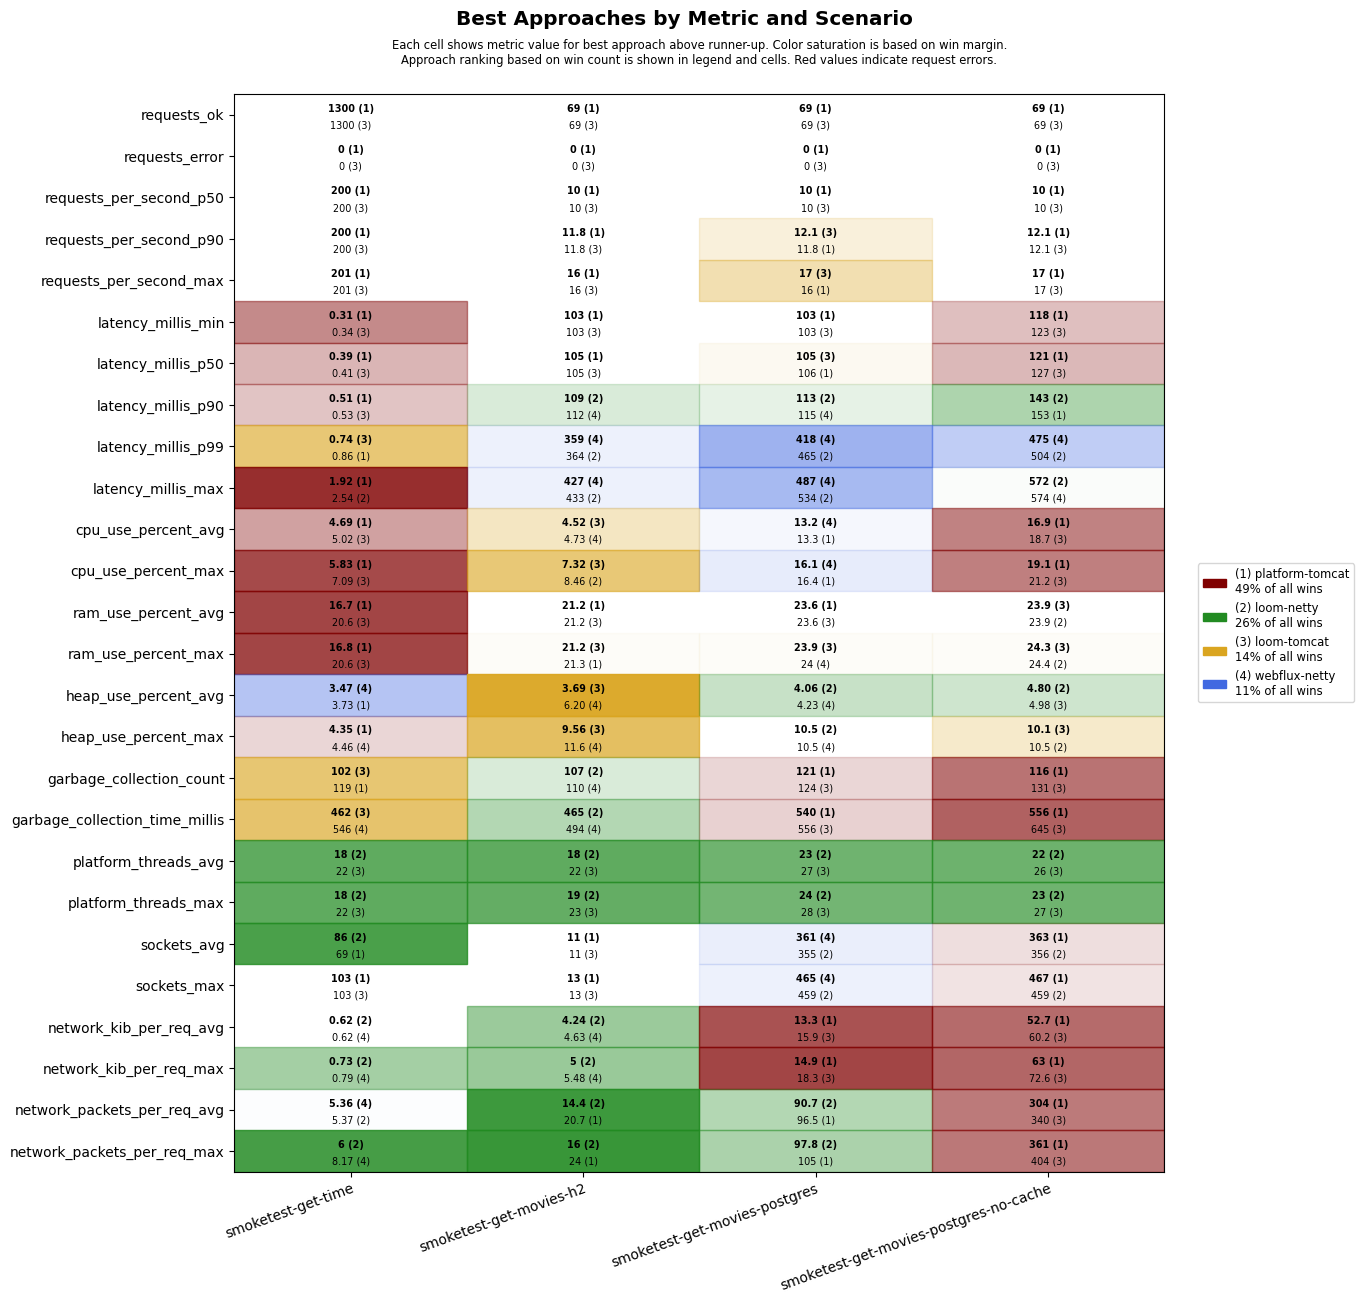 Best Approaches by Metric and Scenario
Each cell shows metric value for best approach above runner-up. Color saturation is based on win margin.
Approach ranking based on win count is shown in legend and cells. Red values indicate request errors.
requests_ok
1300 (1) 69 (1) 69 (1) 69 (1)
1300 (3) 69 (3) 69 (3) 69 (3)
requests_error
0 (1) 0 (1) 0 (1) 0 (1)
0 (3) 0 (3) 0 (3) 0 (3)
requests_per_second_p50
200 (1) 10 (1) 10 (1) 10 (1)
200 (3) 10 (3) 10 (3) 10 (3)
requests_per_second_p90
200 (1) 11.8 (1) 12.1 (3) 12.1 (1)
200 (3) 11.8 (3) 11.8 (1) 12.1 (3)
requests_per_second_max
201 (1) 16 (1) 17 (3) 17 (1)
201 (3) 16 (3) 16 (1) 17 (3)
latency_millis_min
0.31 (1) 103 (1) 103 (1) 118 (1)
0.34 (3) 103 (3) 103 (3) 123 (3)
latency_millis_p50
0.39 (1) 105 (1) 105 (3) 121 (1)
0.41 (3) 105 (3) 106 (1) 127 (3)
latency_millis_p90
0.51 (1) 109 (2) 113 (2) 143 (2)
0.53 (3) 112 (4) 115 (4) 153 (1)
latency_millis_p99
0.74 (3) 359 (4) 418 (4) 475 (4)
0.86 (1) 364 (2) 465 (2) 504 (2)
latency_millis_max
1.92 (1) 427 (4) 487 (4) 572 (2)
2.54 (2) 433 (2) 534 (2) 574 (4)
cpu_use_percent_avg
4.69 (1) 4.52 (3) 13.2 (4) 16.9 (1)
5.02 (3) 4.73 (4) 13.3 (1) 18.7 (3)
cpu_use_percent_max
5.83 (1) 7.32 (3) 16.1 (4) 19.1 (1)
7.09 (3) 8.46 (2) 16.4 (1) 21.2 (3)
ram_use_percent_avg
16.7 (1) 21.2 (1) 23.6 (1) 23.9 (3)
20.6 (3) 21.2 (3) 23.6 (3) 23.9 (2)
ram_use_percent_max
16.8 (1) 21.2 (3) 23.9 (3) 24.3 (3)
20.6 (3) 21.3 (1) 24 (4) 24.4 (2)
heap_use_percent_avg
3.47 (4) 3.69 (3) 4.06 (2) 4.80 (2)
3.73 (1) 6.20 (4) 4.23 (4) 4.98 (3)
heap_use_percent_max
4.35 (1) 9.56 (3) 10.5 (2) 10.1 (3)
4.46 (4) 11.6 (4) 10.5 (4) 10.5 (2)
garbage_collection_count
102 (3) 107 (2) 121 (1) 116 (1)
119 (1) 110 (4) 124 (3) 131 (3)
garbage_collection_time_millis
462 (3) 465 (2) 540 (1) 556 (1)
546 (4) 494 (4) 556 (3) 645 (3)
platform_threads_avg
18 (2) 18 (2) 23 (2) 22 (2)
22 (3) 22 (3) 27 (3) 26 (3)
platform_threads_max
18 (2) 19 (2) 24 (2) 23 (2)
22 (3) 23 (3) 28 (3) 27 (3)
sockets_avg
86 (2) 11 (1) 361 (4) 363 (1)
69 (1) 11 (3) 355 (2) 356 (2)
sockets_max
103 (1) 13 (1) 465 (4) 467 (1)
103 (3) 13 (3) 459 (2) 459 (2)
network_kib_per_req_avg
0.62 (2) 4.24 (2) 13.3 (1) 52.7 (1)
0.62 (4) 4.63 (4) 15.9 (3) 60.2 (3)
network_kib_per_req_max
0.73 (2) 5 (2) 14.9 (1) 63 (1)
0.79 (4) 5.48 (4) 18.3 (3) 72.6 (3)
network_packets_per_req_avg
5.36 (4) 14.4 (2) 90.7 (2) 304 (1)
5.37 (2) 20.7 (1) 96.5 (1) 340 (3)
network_packets_per_req_max
6 (2) 16 (2) 97.8 (2) 361 (1)
8.17 (4) 24 (1) 105 (1) 404 (3)
smoketest-get-time
smoketest-get-movies-h2
smoketest-get-movies-postgres
smoketest-get-movies-postgres-no-cache
(1) platform-tomcat
49% of all wins
(2) loom-netty
26% of all wins
(3) loom-tomcat
14% of all wins
(4) webflux-netty
11% of all wins